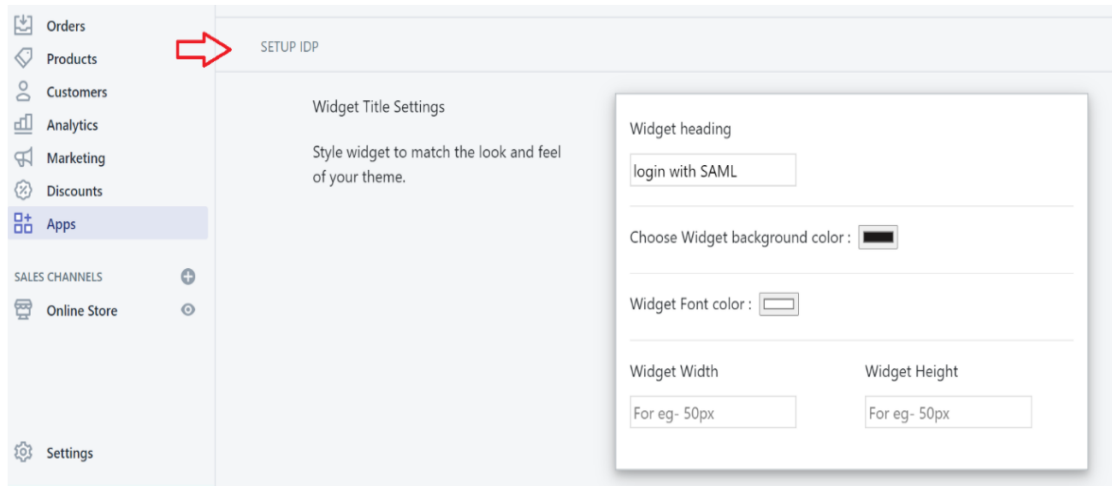 Orders
Products
Customers
Analytics
Marketing
Discounts
Apps
SALES CHANNELS
Online Store
Settings
SETUP IDP
Widget Title Settings
Style widget to match the look and feel
of your theme.
Widget heading
login with SAML
Choose Widget background color :
Widget Font color :
Widget Width
For eg- 50px
Widget Height
For eg- 50px